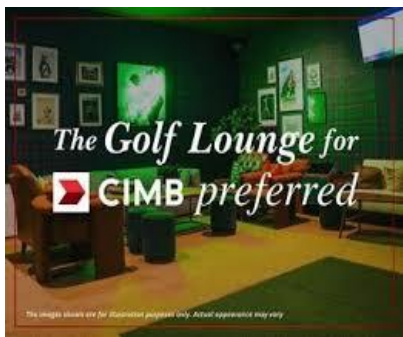 The Golf Lounge for
CIMB preferred
The images shown are for illustration purposes only. Actual appearance may vary